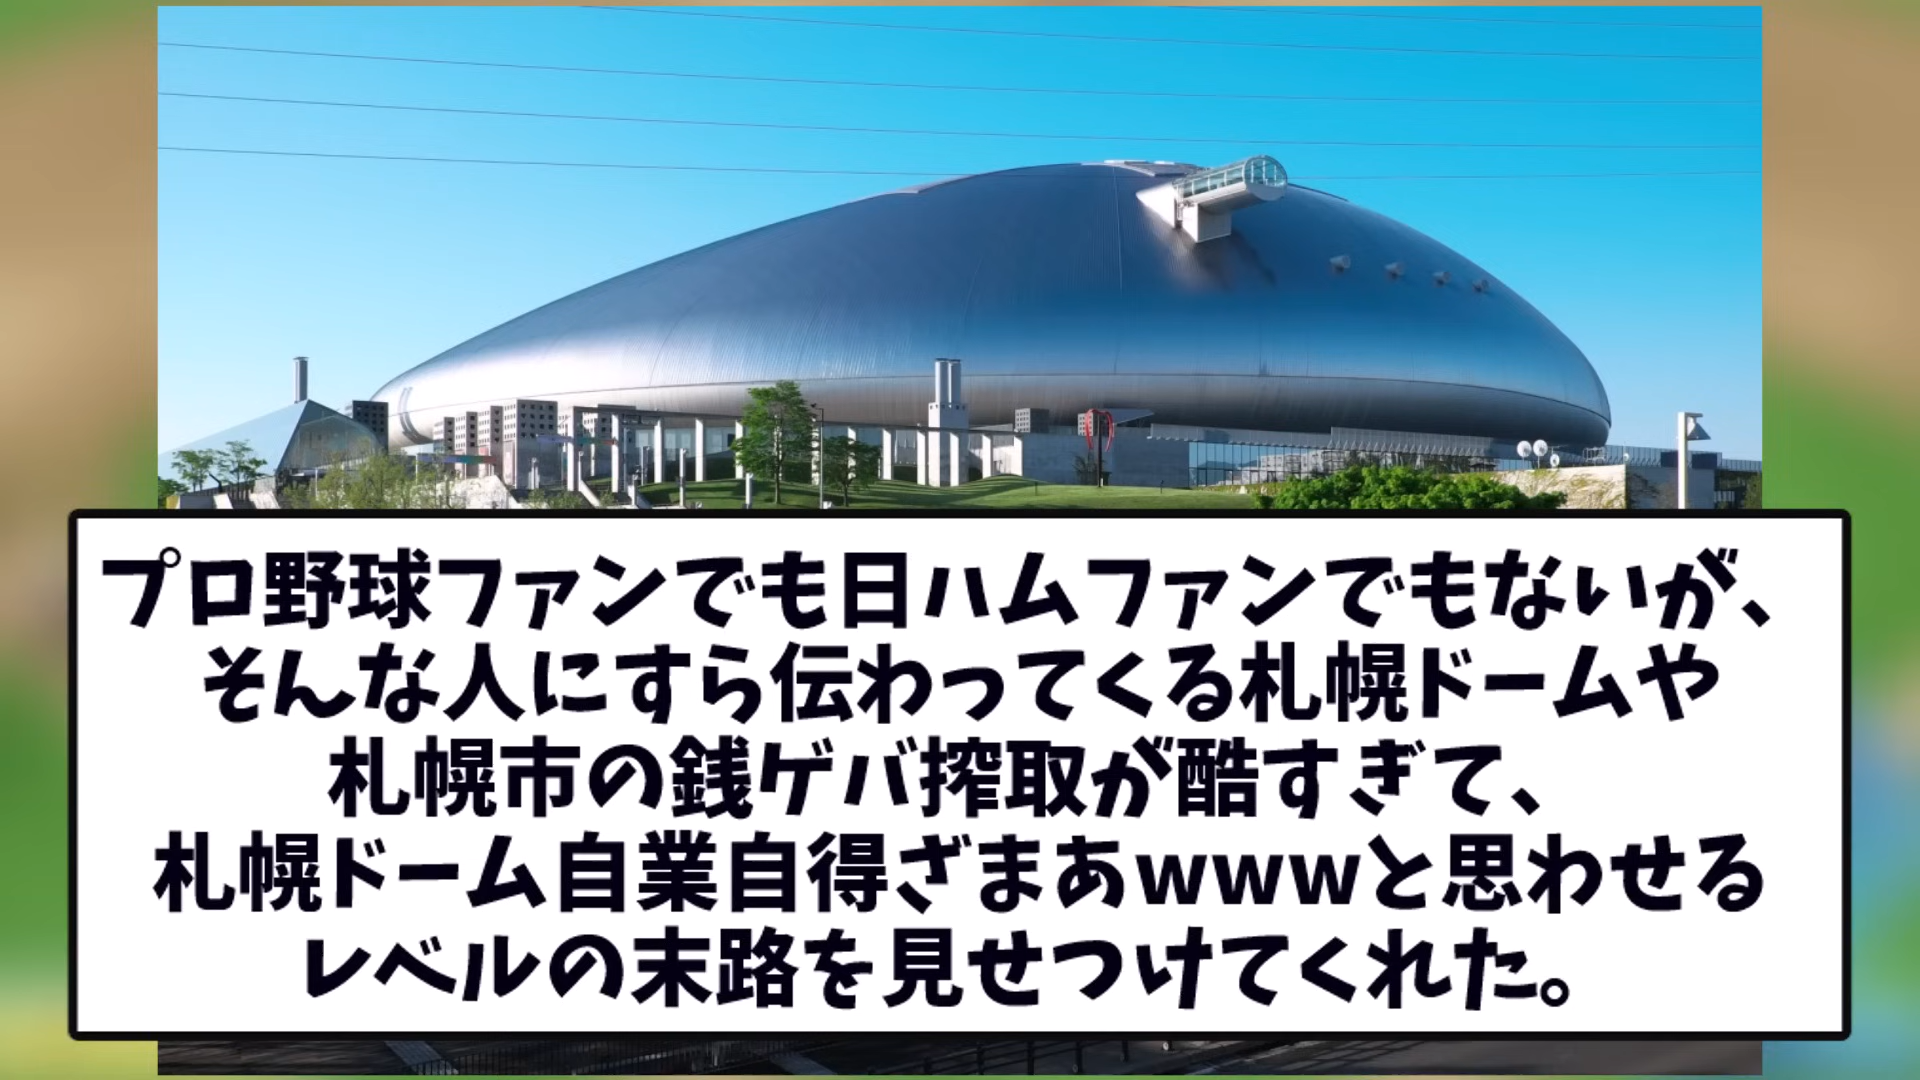 プロ野球ファンでも日ハムファンでもないが、
そんな人にすら伝わってくる札幌ドームや
札幌市の銭ゲバ搾取が酷すぎて、
札幌ドーム自業自得ざまあwwwと思わせる
レベルの末路を見せつけてくれた。